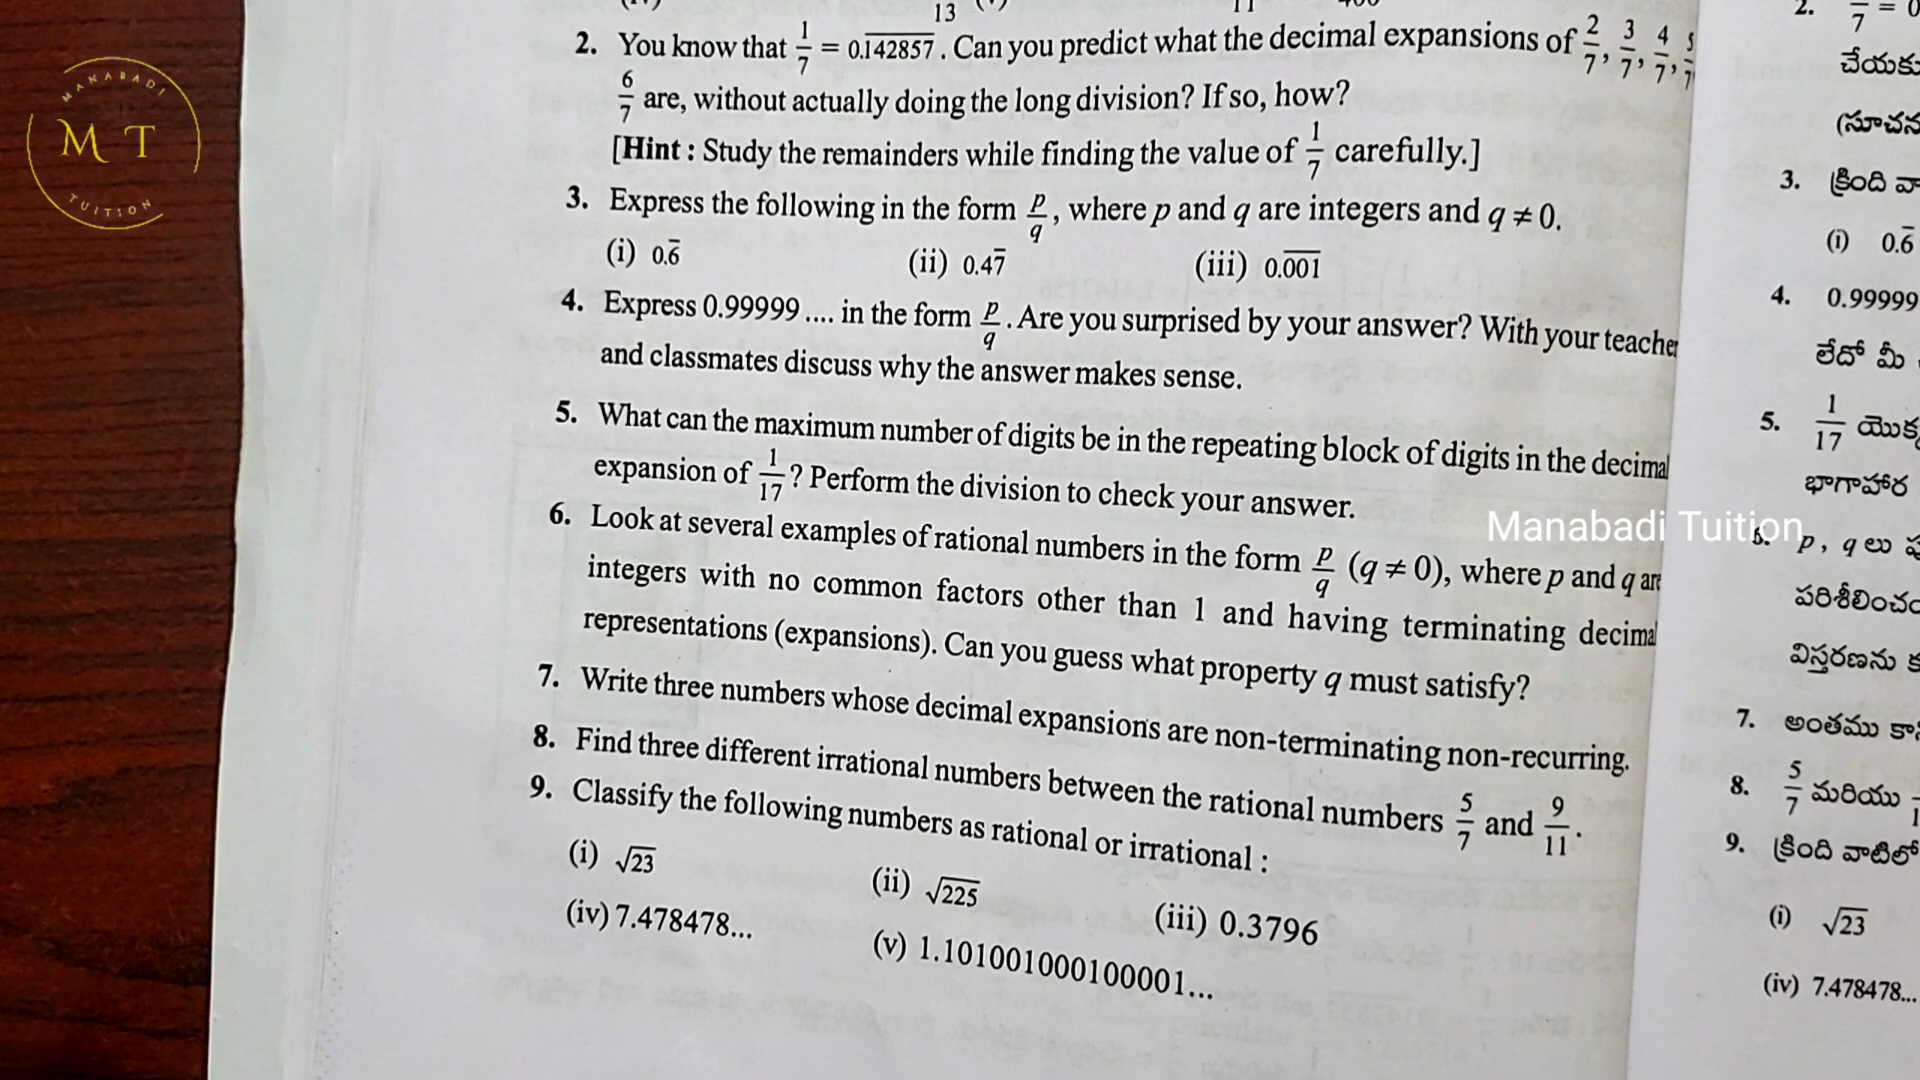 MANABADI
M T
TUITION
13
2. You know that 1/7 = 0.1̅4̅2̅8̅5̅7̅. Can you predict what the decimal expansions of 2/7, 3/7, 4/7, 5/7
6/7 are, without actually doing the long division? If so, how?
[Hint : Study the remainders while finding the value of 1/7 carefully.]
3. Express the following in the form p/q, where p and q are integers and q ≠ 0.
(i) 0.6̅ (ii) 0.47̅ (iii) 0.0̅0̅1̅
4. Express 0.99999 .... in the form p/q. Are you surprised by your answer? With your teacher
and classmates discuss why the answer makes sense.
5. What can the maximum number of digits be in the repeating block of digits in the decimal
expansion of 1/17? Perform the division to check your answer.
6. Look at several examples of rational numbers in the form p/q (q ≠ 0), where p and q are
integers with no common factors other than 1 and having terminating decimal
representations (expansions). Can you guess what property q must satisfy?
7. Write three numbers whose decimal expansions are non-terminating non-recurring.
8. Find three different irrational numbers between the rational numbers 5/7 and 9/11.
9. Classify the following numbers as rational or irrational :
(i) √23 (ii) √225 (iii) 0.3796
(iv) 7.478478... (v) 1.101001000100001...
Manabadi Tuition
2.
చేయకు
(సూచన
3. క్రింది వా
(i) 0.6̅
4. 0.99999
లేదో మీ
5. 1/17 యొక్క
భాగాహార
6. p, q లు
పరిశీలించం
విస్తరణను క
7. అంతము కా
8. 5/7 మరియు
9. క్రింది వాటిలో
(i) √23
(iv) 7.478478...